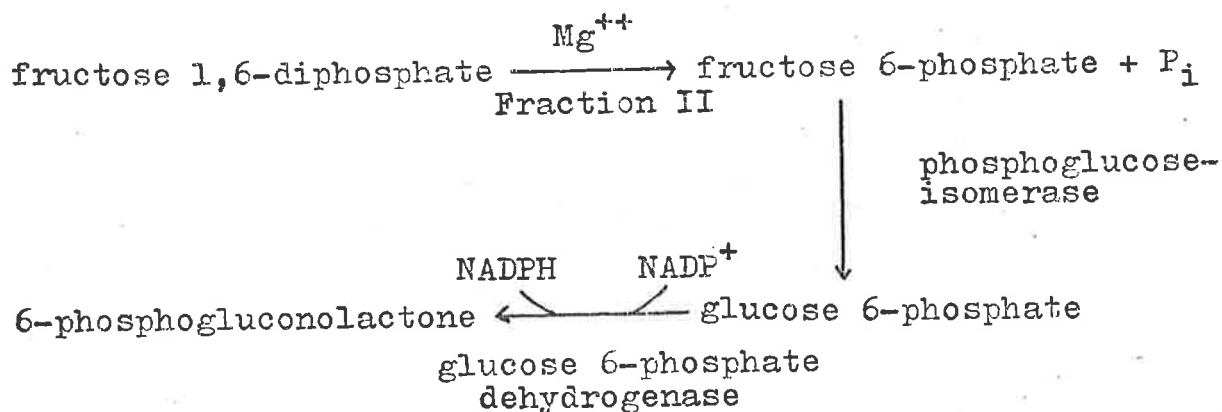 Mg++
fructose 1,6-diphosphate → fructose 6-phosphate + Pi
Fraction II
phosphoglucose-
isomerase
NADPH NADP+
6-phosphogluconolactone ← glucose 6-phosphate
glucose 6-phosphate
dehydrogenase